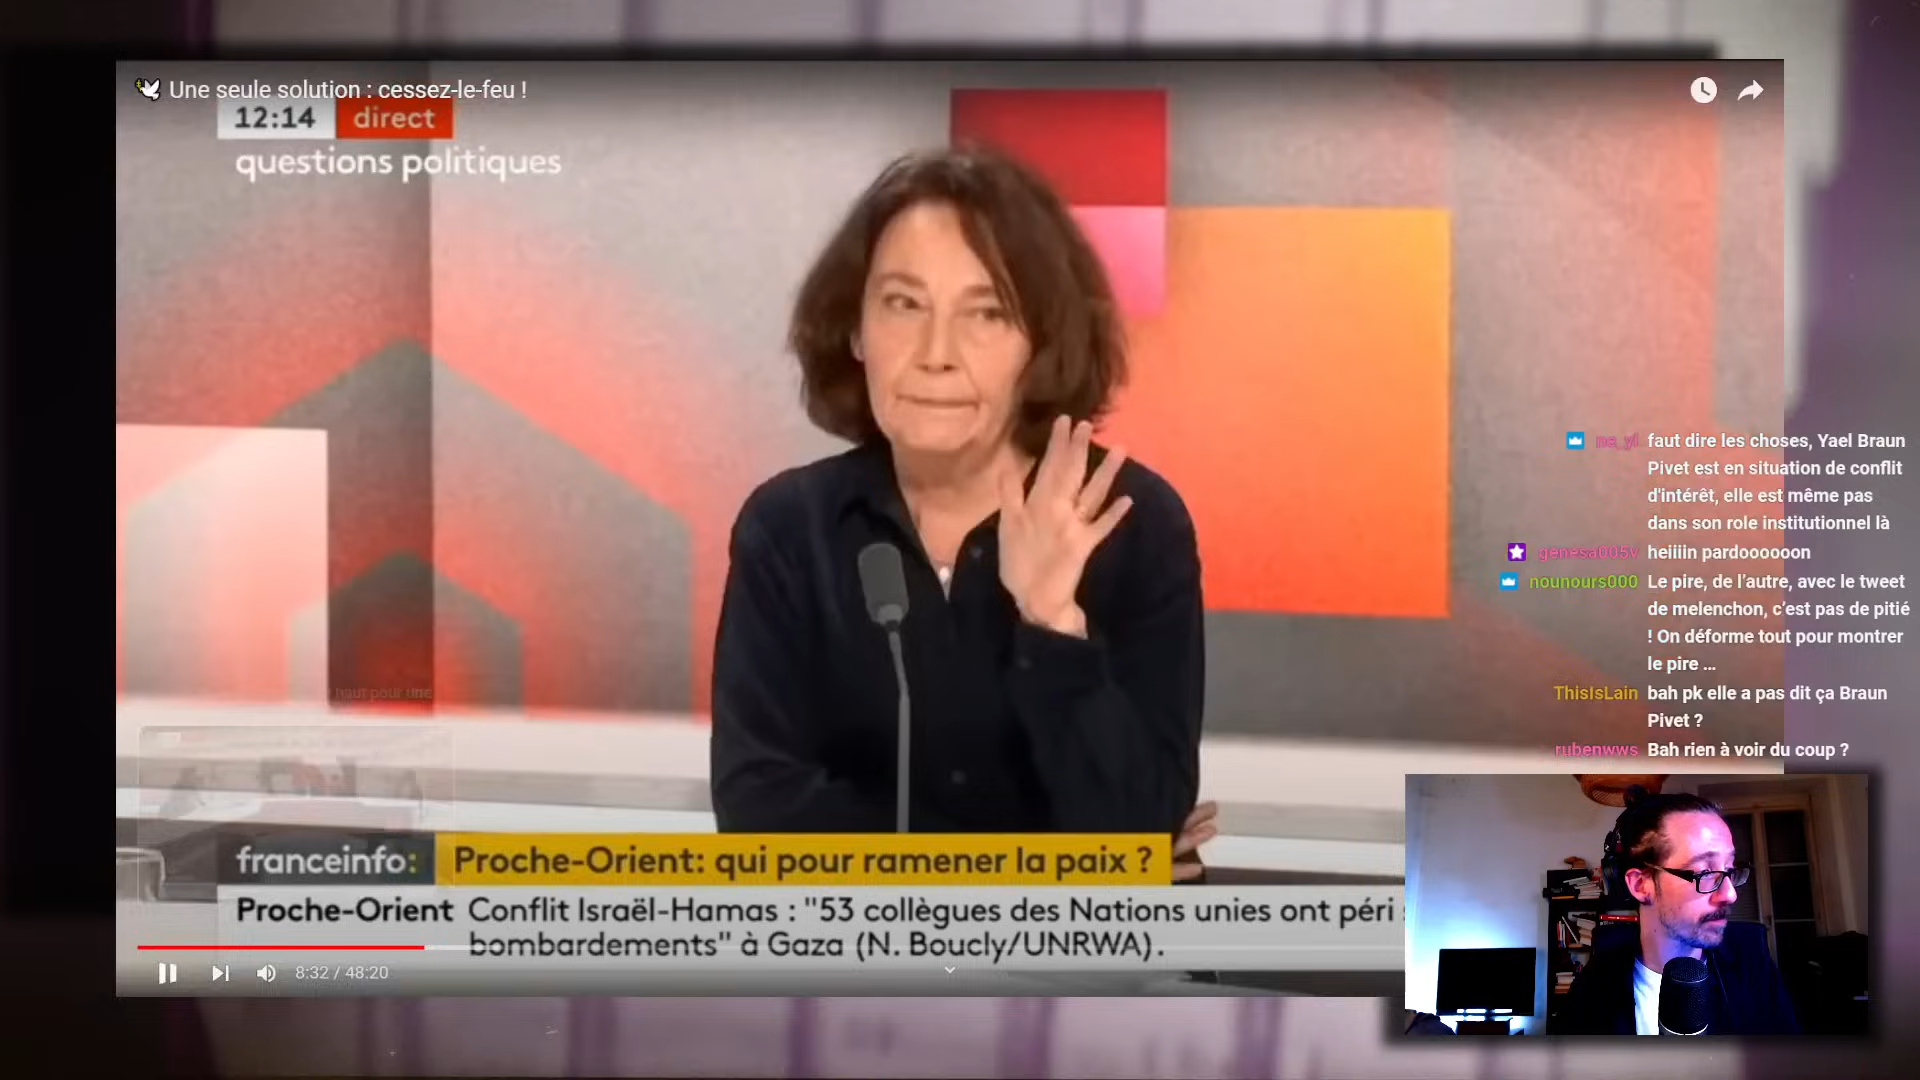 Une seule solution : cessez-le-feu !
12:14 direct
questions politiques
ne_yl faut dire les choses, Yael Braun
Pivet est en situation de conflit
d'intérêt, elle est même pas
dans son role institutionnel là
genesa005v heiiiin pardoooooon
nounours000 Le pire, de l'autre, avec le tweet
de melenchon, c'est pas de pitié
! On déforme tout pour montrer
le pire ...
ThisIsLain bah pk elle a pas dit ça Braun
Pivet ?
rubenwws Bah rien à voir du coup ?
haut pour une
franceinfo: Proche-Orient: qui pour ramener la paix ?
Proche-Orient Conflit Israël-Hamas : "53 collègues des Nations unies ont péri
bombardements" à Gaza (N. Boucly/UNRWA).
8:32 / 48:20